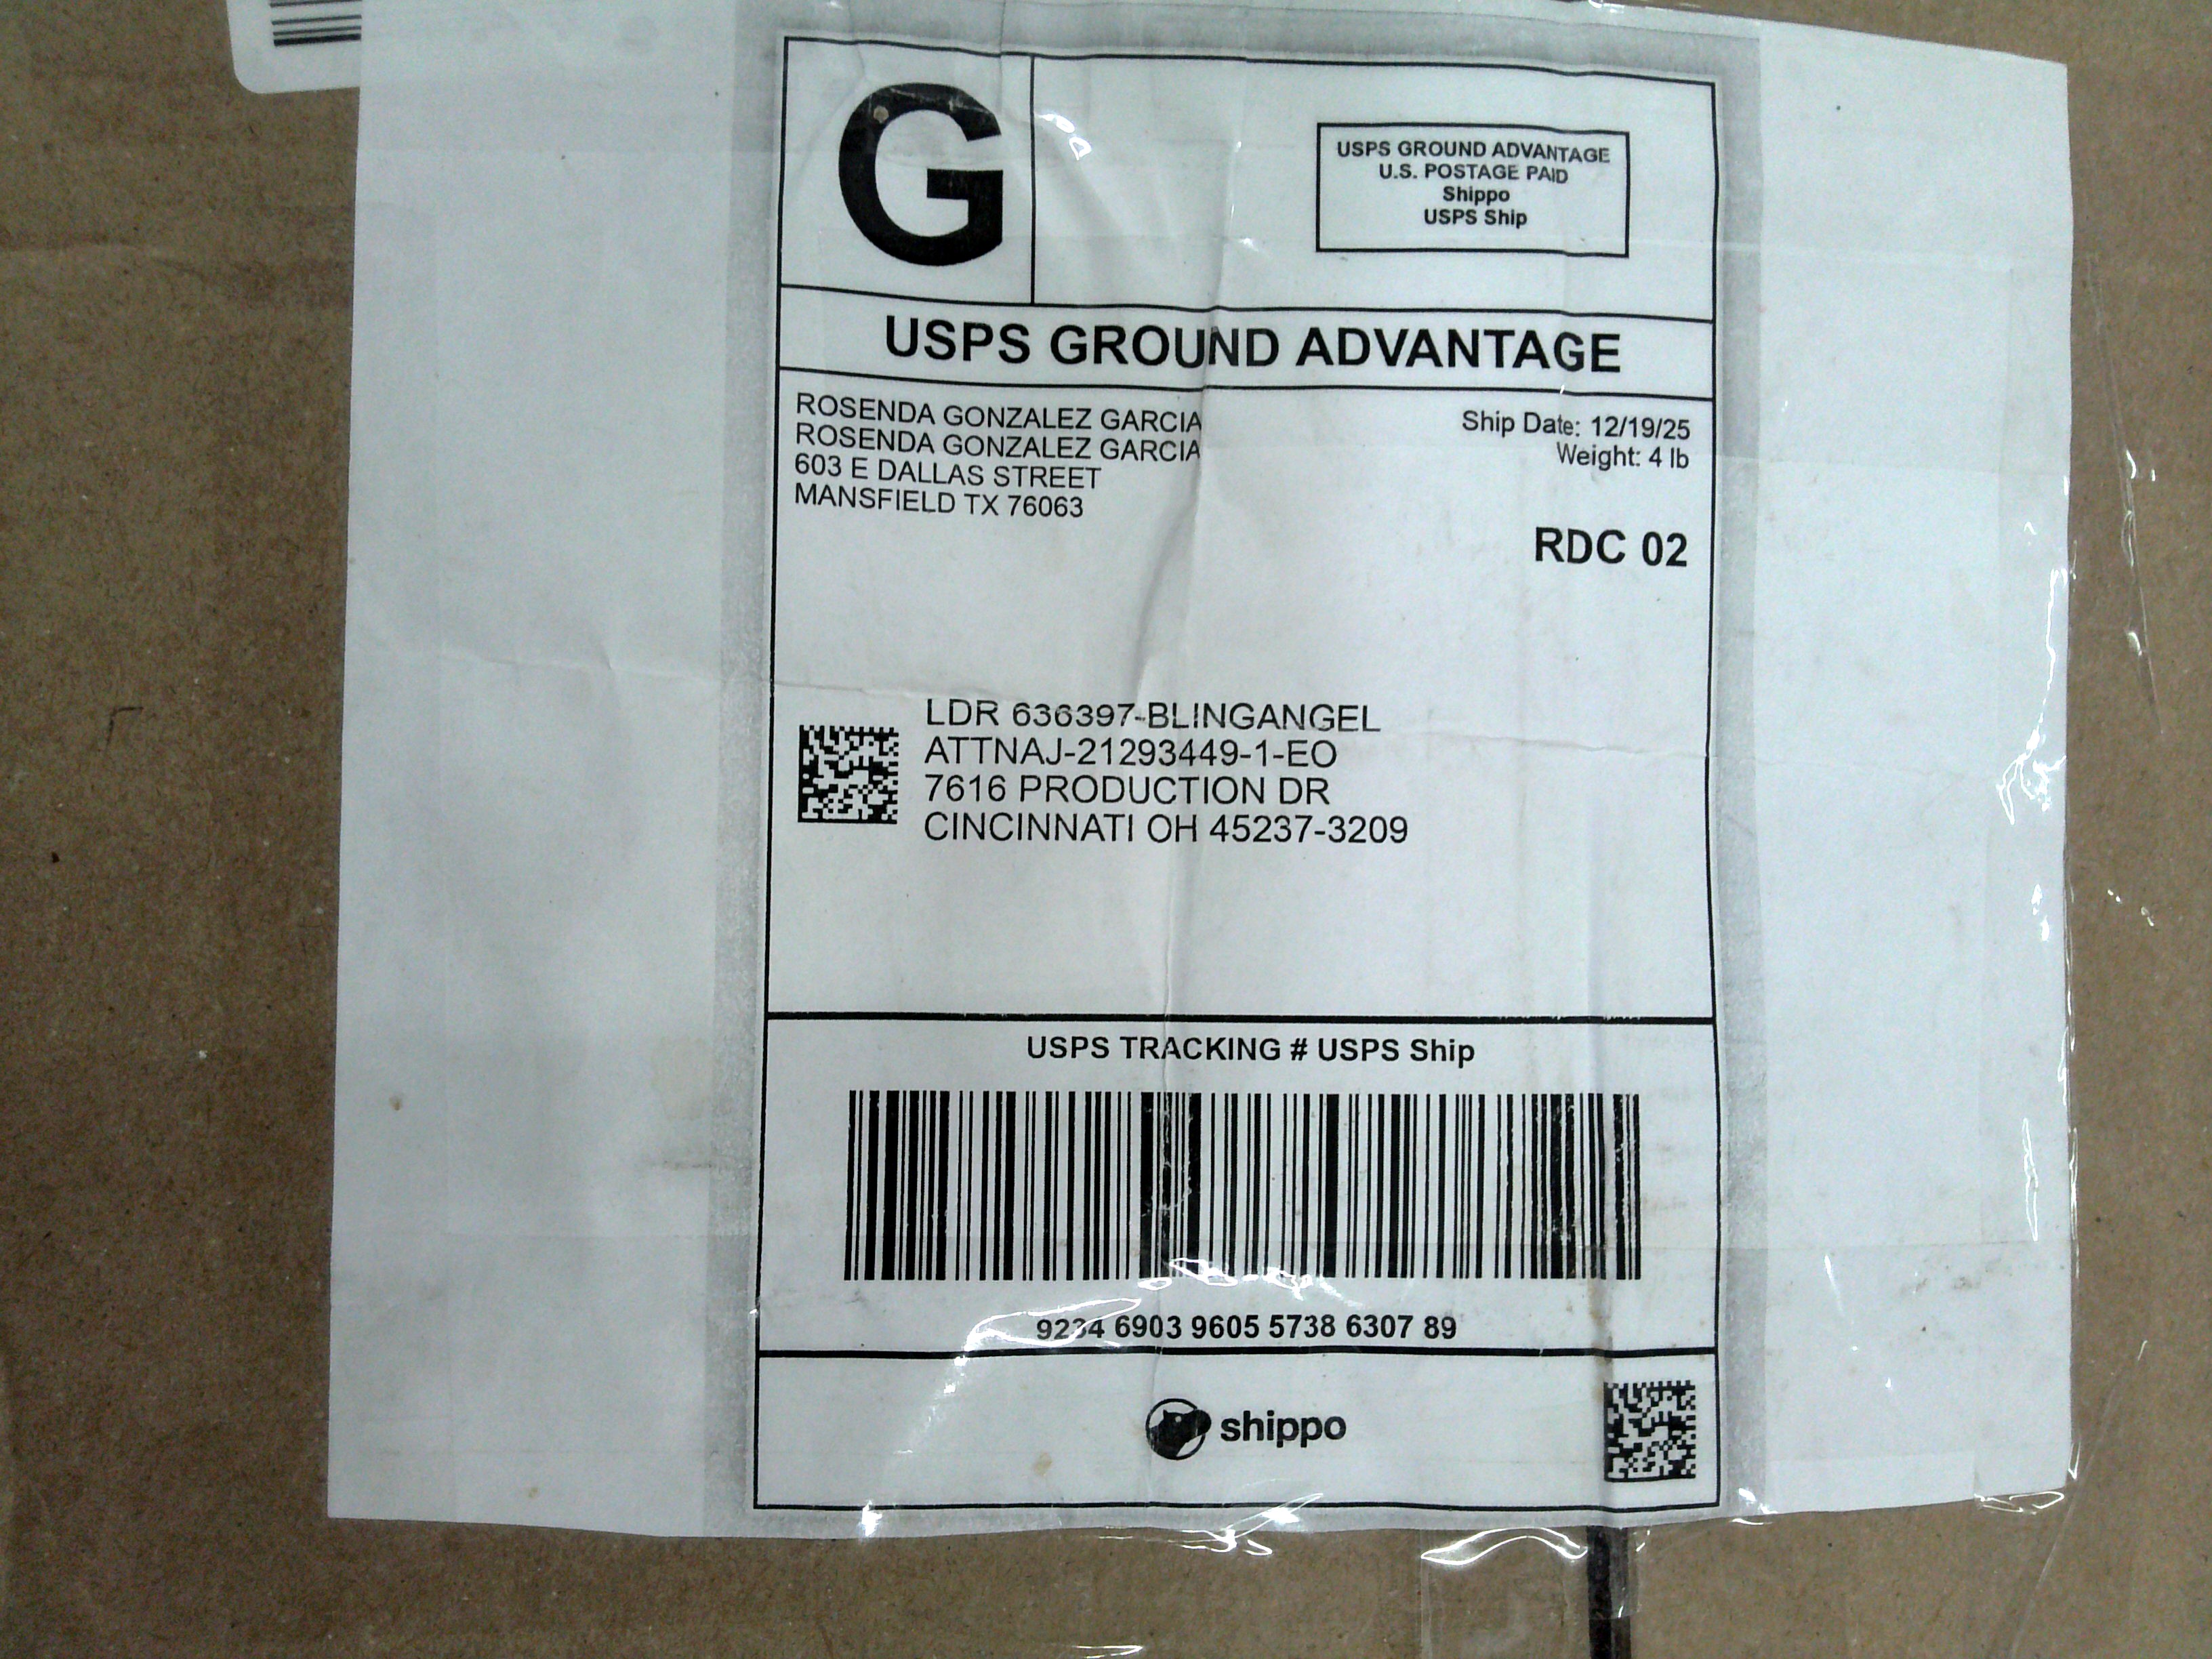 G
USPS GROUND ADVANTAGE
U.S. POSTAGE PAID
Shippo
USPS Ship
USPS GROUND ADVANTAGE
ROSENDA GONZALEZ GARCIA
ROSENDA GONZALEZ GARCIA
603 E DALLAS STREET
MANSFIELD TX 76063
Ship Date: 12/19/25
Weight: 4 lb
RDC 02
LDR 636397-BLINGANGEL
ATTNAJ-21293449-1-EO
7616 PRODUCTION DR
CINCINNATI OH 45237-3209
USPS TRACKING # USPS Ship
9234 6903 9605 5738 6307 89
shippo